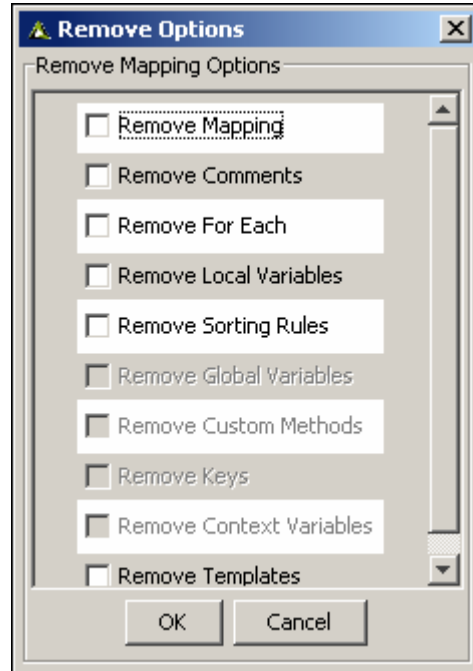 Remove Options
Remove Mapping Options
Remove Mapping
Remove Comments
Remove For Each
Remove Local Variables
Remove Sorting Rules
Remove Global Variables
Remove Custom Methods
Remove Keys
Remove Context Variables
Remove Templates
OK Cancel